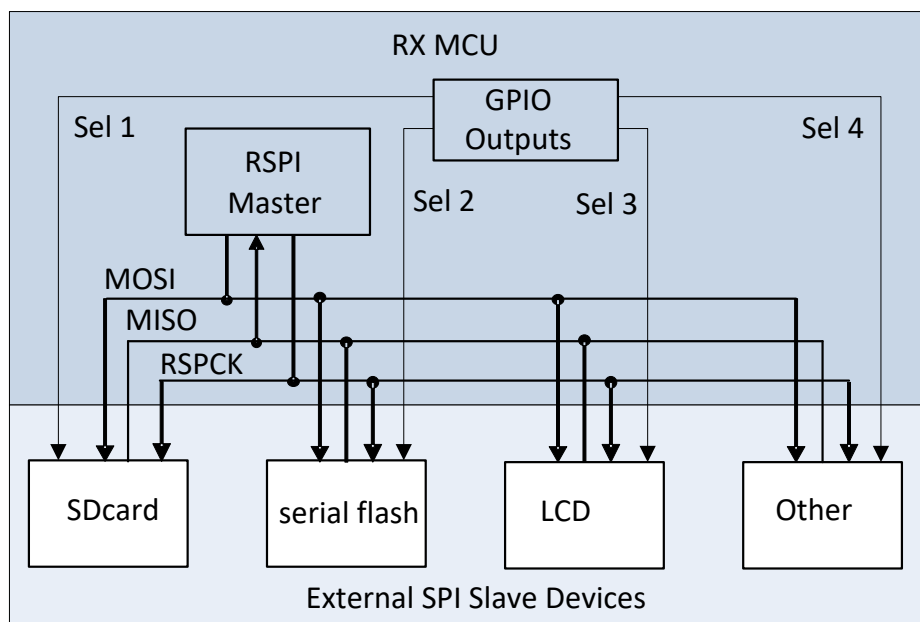 RX MCU
GPIO
Outputs
Sel 1
Sel 4
RSPI
Master
Sel 2
Sel 3
MOSI
MISO
RSPCK
SDcard
serial flash
LCD
Other
External SPI Slave Devices